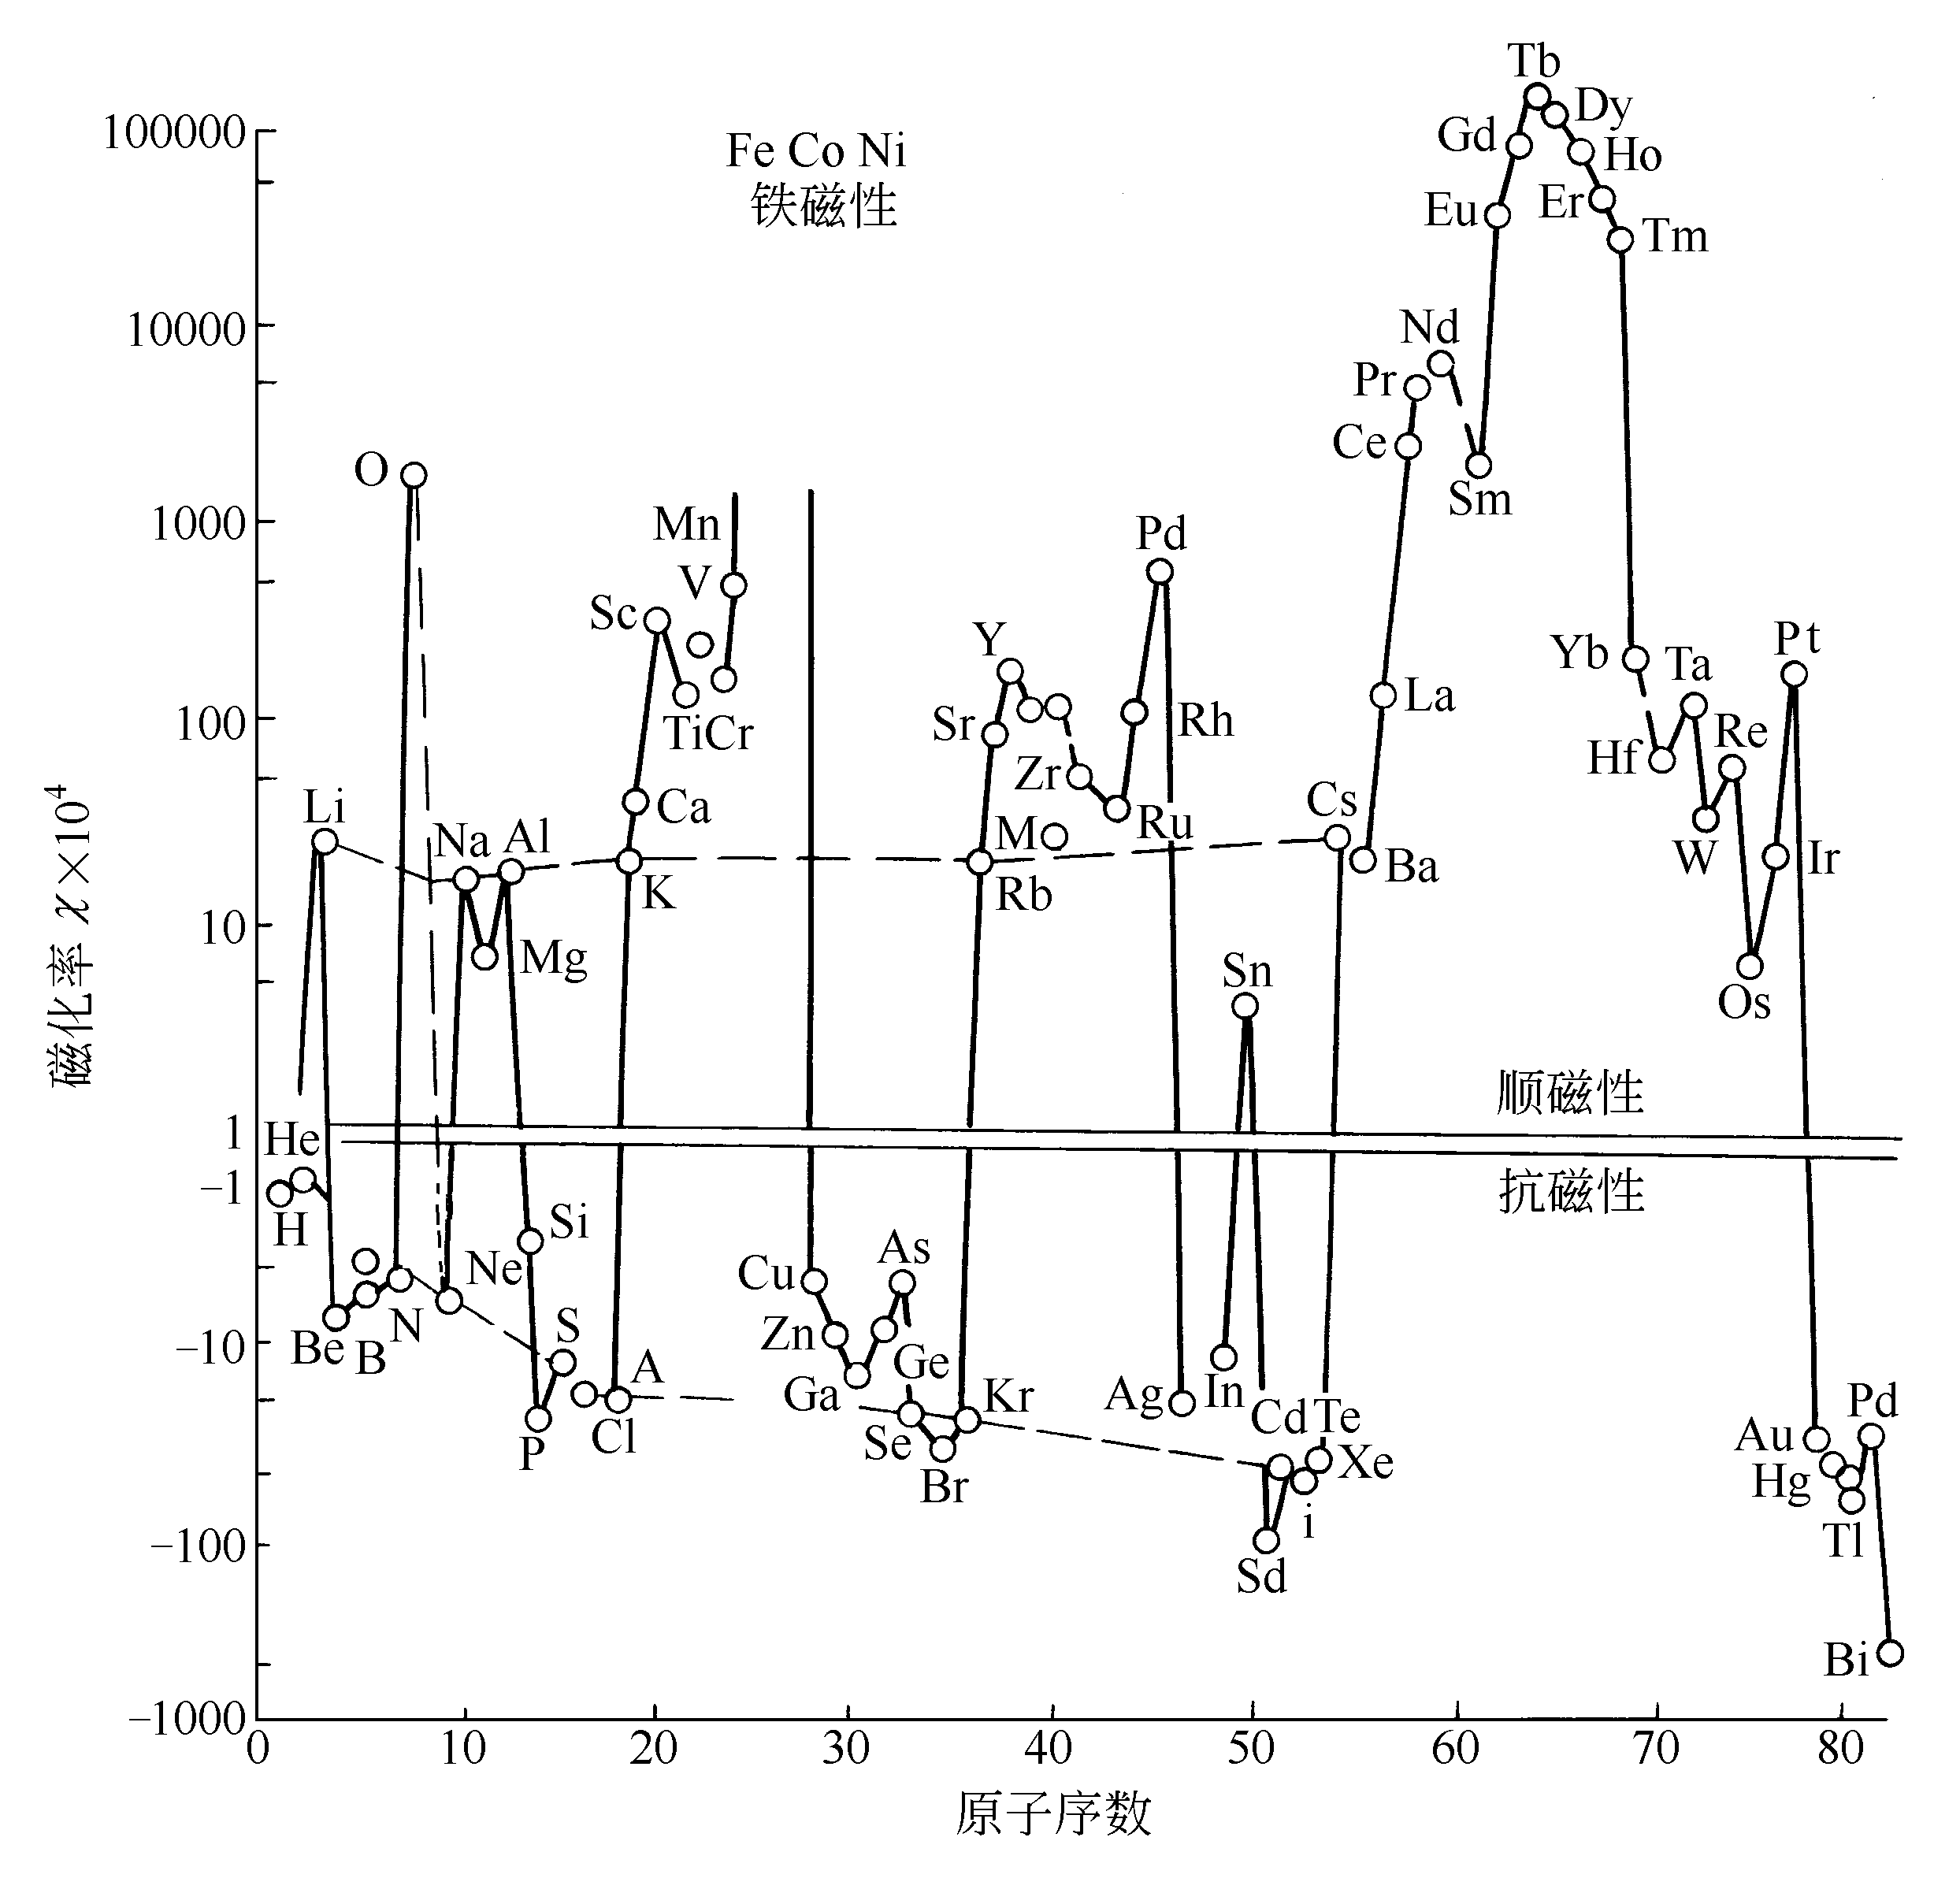 Tb
100000
Fe Co Ni
Gd
Dy
Ho
铁磁性
Eu
Er
Tm
10000
Nd
Pr
O
Ce
Sm
1000
Mn
Pd
V
Sc
Y
Yb
Ta
Pt
100
TiCr
Sr
Rh
La
Re
Hf
Zr
Li
Ca
M
Ru
Cs
Na
Al
K
Rb
Ba
W
Ir
磁化率 χ×10⁴
10
Mg
Sn
Os
顺磁性
1
He
–1
抗磁性
H
Si
Ne
Cu
As
N
Zn
Be
B
S
–10
A
Ga
Ge
Kr
Ag
In
Cd
Te
Cl
Pd
P
Se
Br
Xe
Au
Hg
i
–100
Sd
Tl
Bi
–1000
0
10
20
30
40
50
60
70
80
原子序数